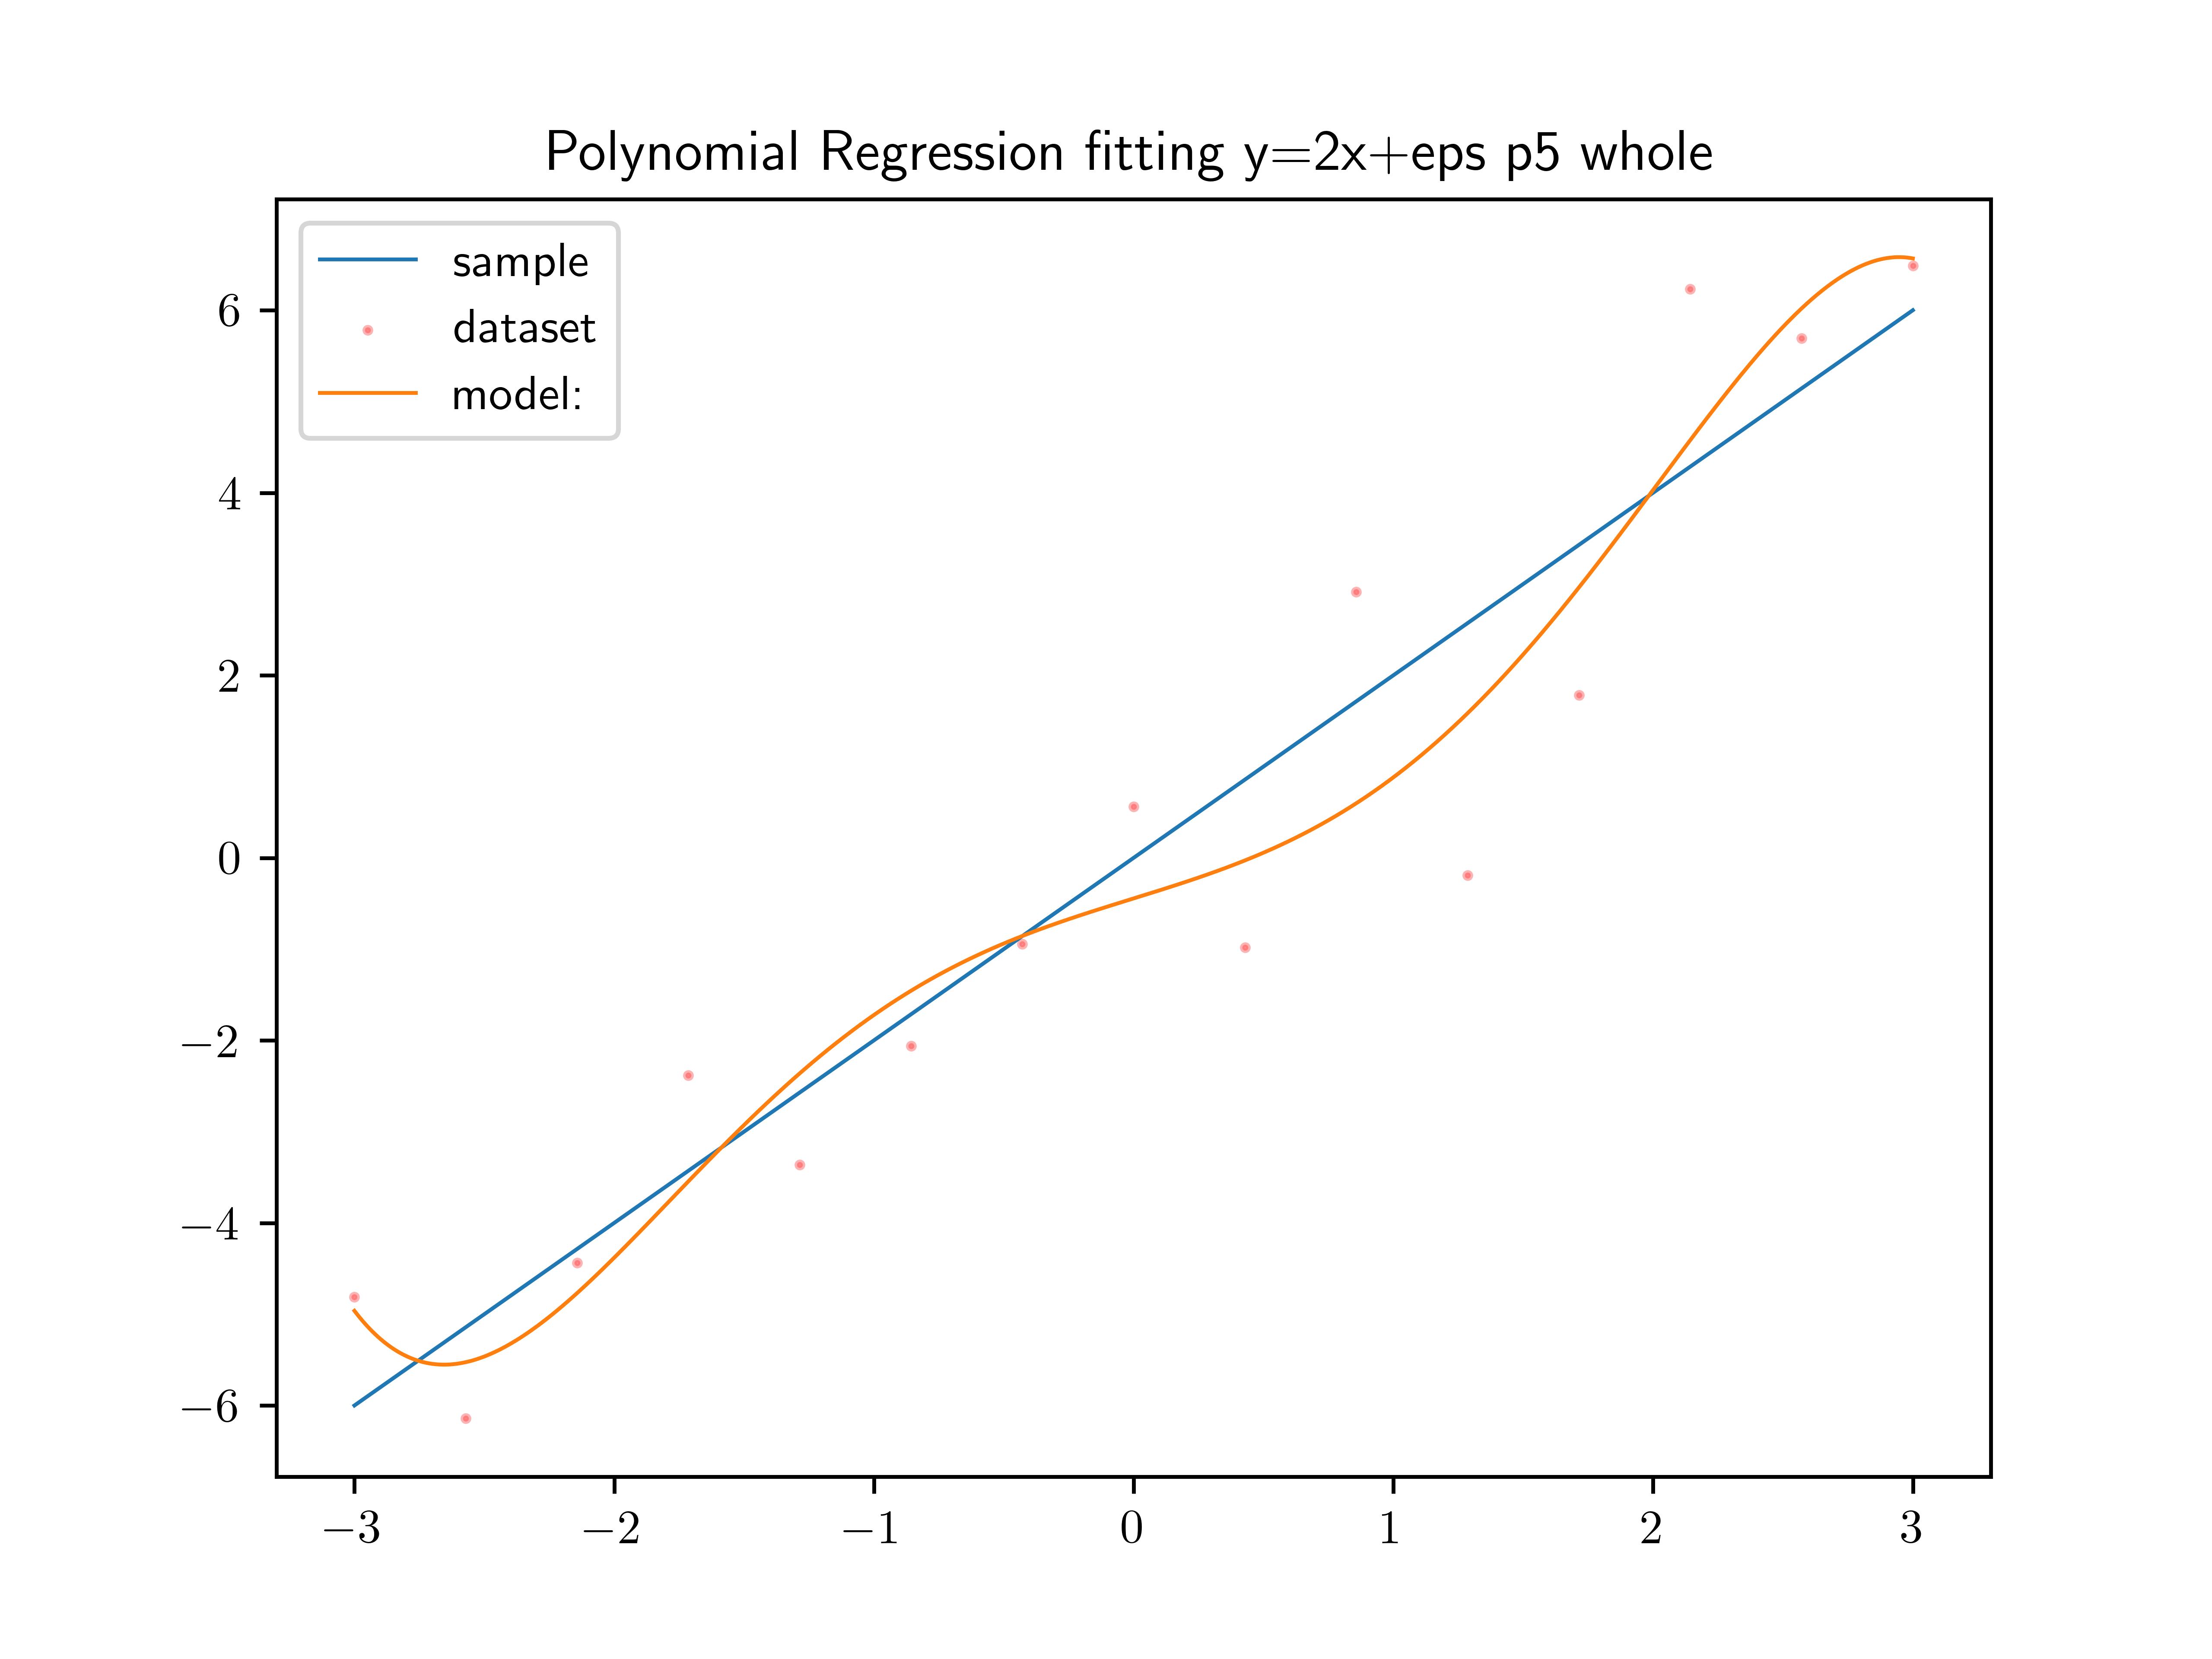 Polynomial Regression fitting y=2x+eps p5 whole
sample
dataset
model:
6
4
2
0
−2
−4
−6
−3 −2 −1 0 1 2 3